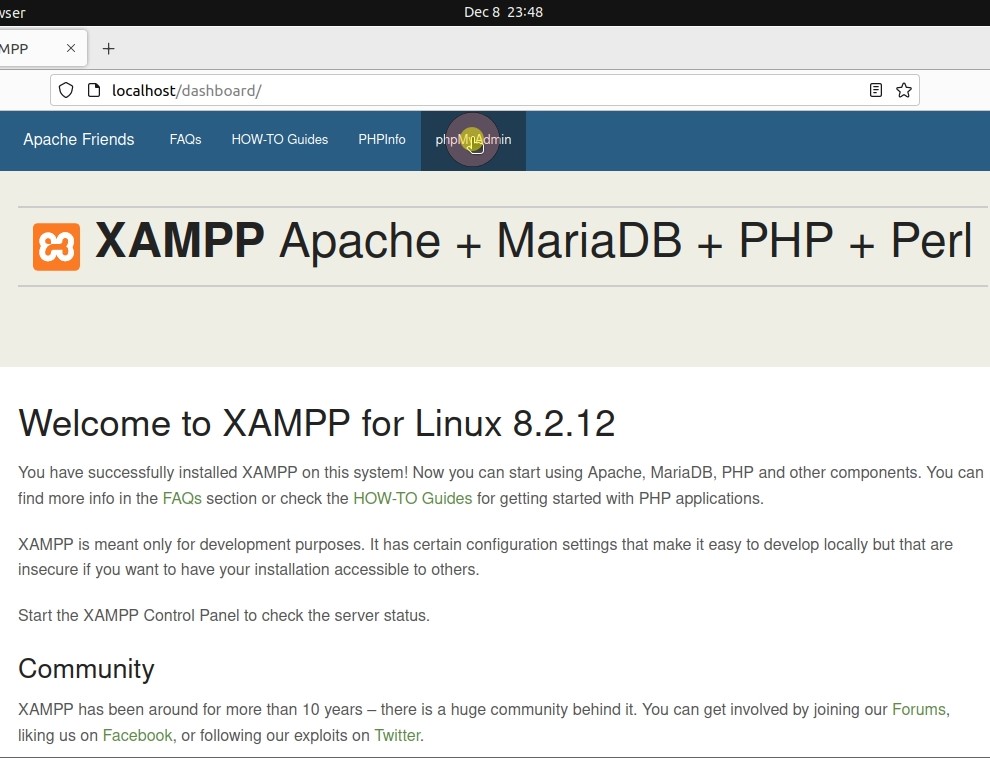 wser
Dec 8 23:48
MPP
localhost/dashboard/
Apache Friends FAQs HOW-TO Guides PHPInfo phpMyAdmin
XAMPP Apache + MariaDB + PHP + Perl
Welcome to XAMPP for Linux 8.2.12
You have successfully installed XAMPP on this system! Now you can start using Apache, MariaDB, PHP and other components. You can
find more info in the FAQs section or check the HOW-TO Guides for getting started with PHP applications.
XAMPP is meant only for development purposes. It has certain configuration settings that make it easy to develop locally but that are
insecure if you want to have your installation accessible to others.
Start the XAMPP Control Panel to check the server status.
Community
XAMPP has been around for more than 10 years – there is a huge community behind it. You can get involved by joining our Forums,
liking us on Facebook, or following our exploits on Twitter.